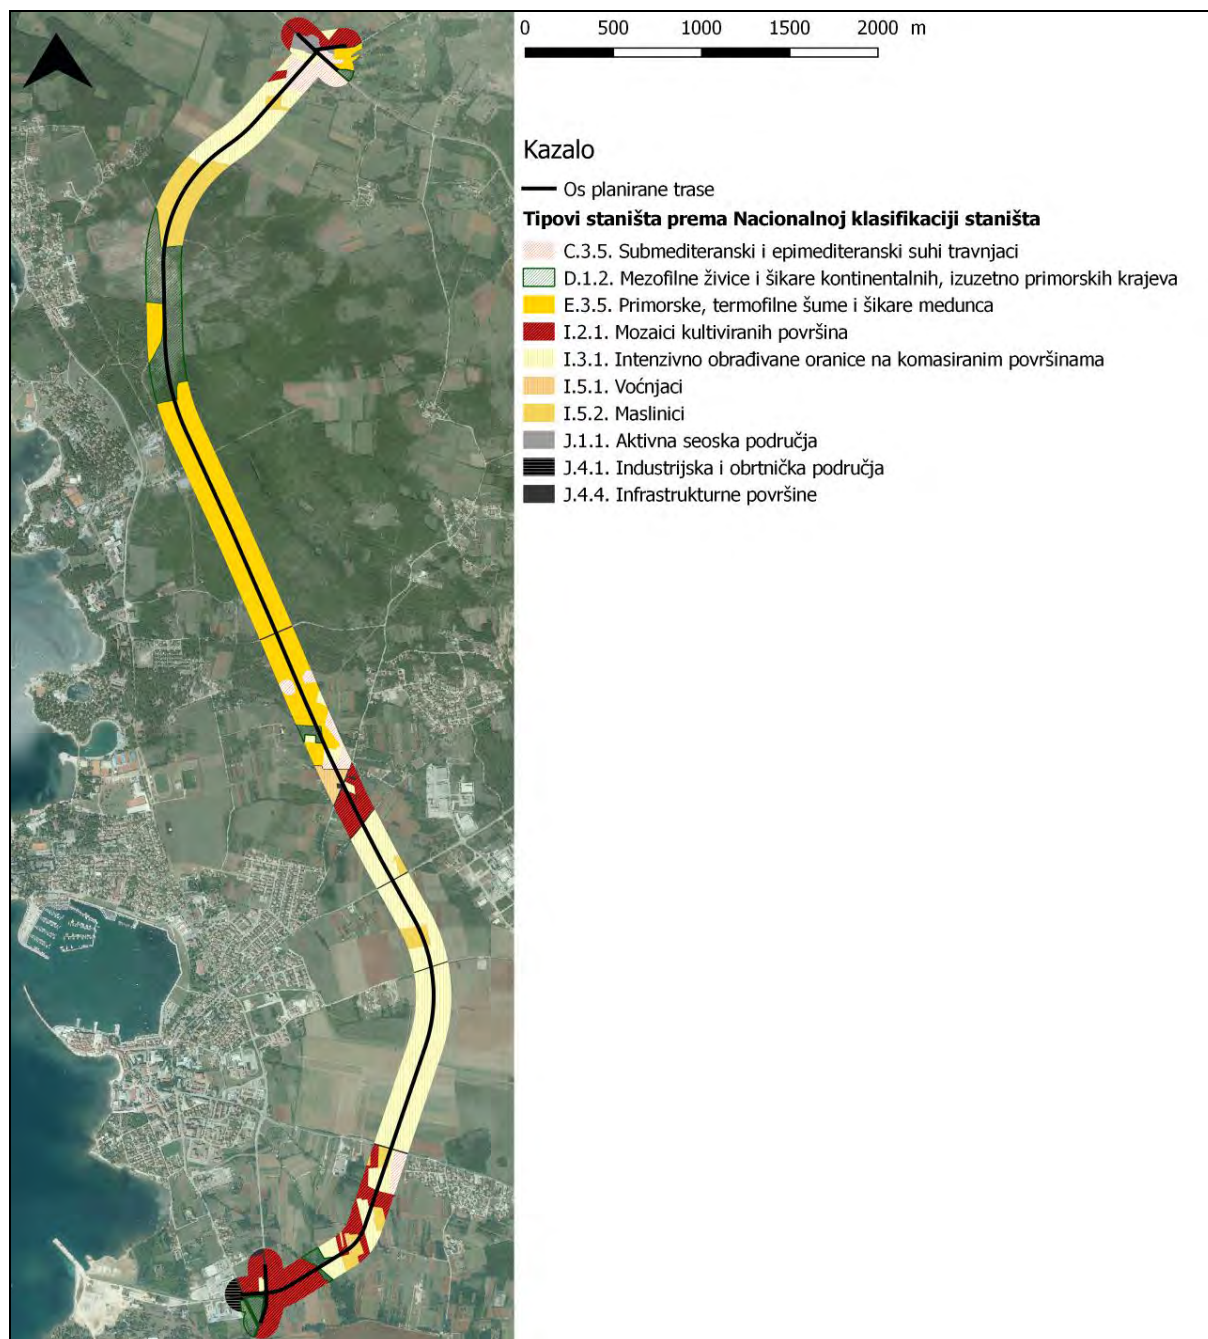 0 500 1000 1500 2000 m
Kazalo
Os planirane trase
Tipovi staništa prema Nacionalnoj klasifikaciji staništa
C.3.5. Submediteranski i epimediteranski suhi travnjaci
D.1.2. Mezofilne živice i šikare kontinentalnih, izuzetno primorskih krajeva
E.3.5. Primorske, termofilne šume i šikare medunca
I.2.1. Mozaici kultiviranih površina
I.3.1. Intenzivno obrađivane oranice na komasiranim površinama
I.5.1. Voćnjaci
I.5.2. Maslinici
J.1.1. Aktivna seoska područja
J.4.1. Industrijska i obrtnička područja
J.4.4. Infrastrukturne površine